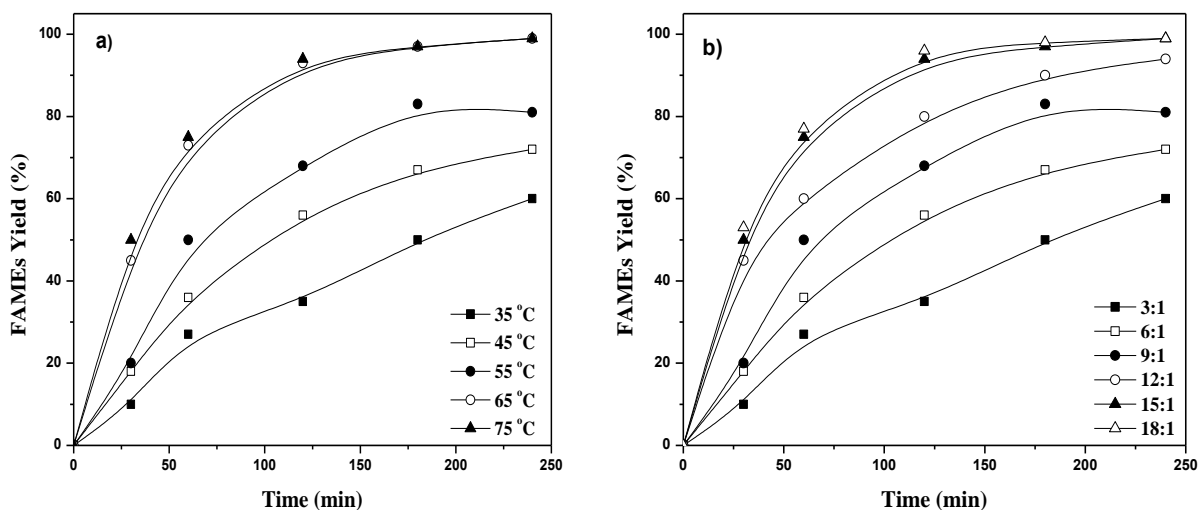 a)
100
80
60
40
20
0
FAMEs Yield (%)
35 °C
45 °C
55 °C
65 °C
75 °C
0 50 100 150 200 250
Time (min)
b)
100
80
60
40
20
0
FAMEs Yield (%)
3:1
6:1
9:1
12:1
15:1
18:1
0 50 100 150 200 250
Time (min)